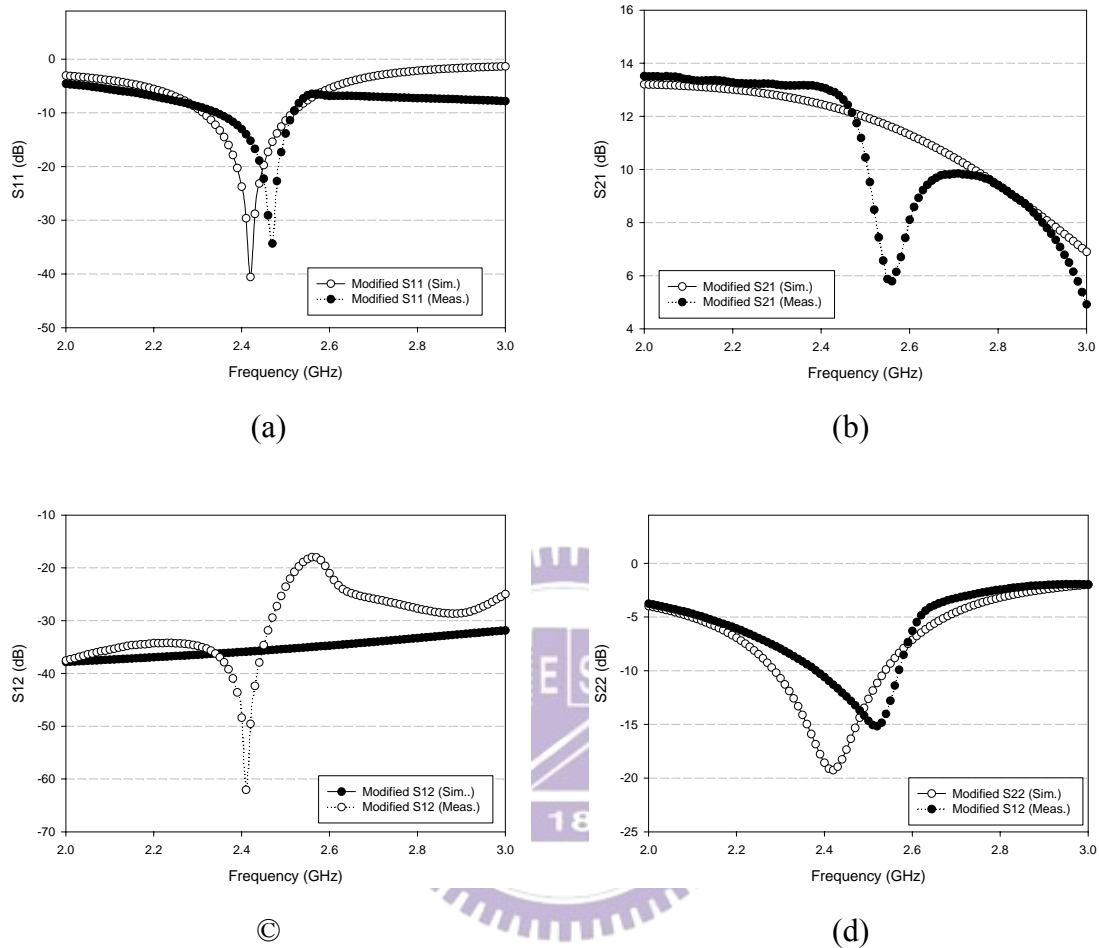 16
14
12
10
8
6
4
S21 (dB)
2.0 2.2 2.4 2.6 2.8 3.0
Frequency (GHz)
Modified S21 (Sim.)
Modified S21 (Meas.)
(b)
0
-10
-20
-30
-40
-50
S11 (dB)
2.0 2.2 2.4 2.6 2.8 3.0
Frequency (GHz)
Modified S11 (Sim.)
Modified S11 (Meas.)
(a)
-10
-20
-30
-40
-50
-60
-70
S12 (dB)
2.0 2.2 2.4 2.6 2.8 3.0
Frequency (GHz)
Modified S12 (Sim..)
Modified S12 (Meas.)
©
0
-5
-10
-15
-20
-25
S22 (dB)
2.0 2.2 2.4 2.6 2.8 3.0
Frequency (GHz)
Modified S22 (Sim.)
Modified S12 (Meas.)
(d)
E S
18